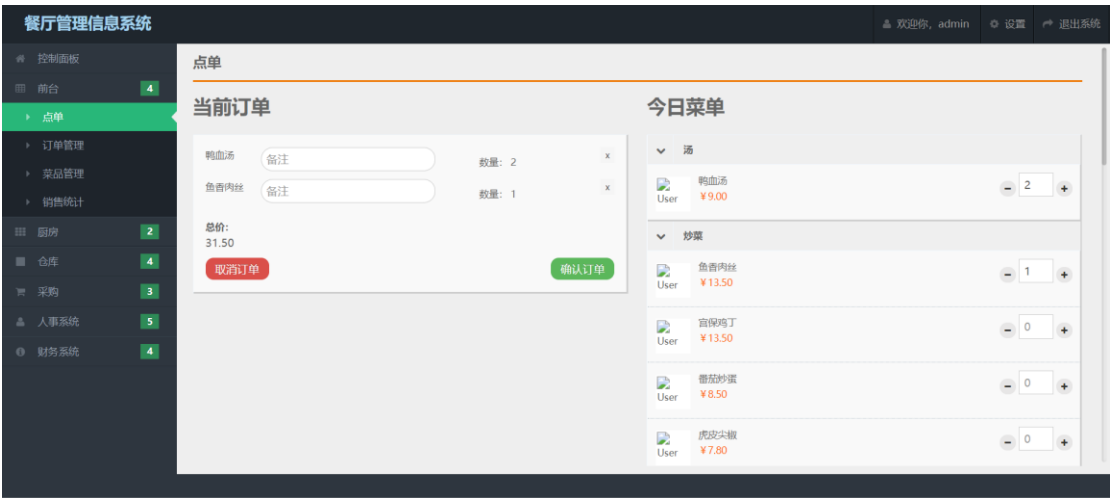 餐厅管理信息系统
欢迎你, admin 设置 退出系统
控制面板
前台 4
点单
订单管理
菜品管理
销售统计
厨房 2
仓库 4
采购 3
人事系统 5
财务系统 4
点单
当前订单
鸭血汤 备注 数量: 2 x
鱼香肉丝 备注 数量: 1 x
总价:
31.50
取消订单 确认订单
今日菜单
汤
User 鸭血汤 - 2 +
¥9.00
炒菜
User 鱼香肉丝 - 1 +
¥13.50
User 宫保鸡丁 - 0 +
¥13.50
User 番茄炒蛋 - 0 +
¥8.50
User 虎皮尖椒 - 0 +
¥7.80